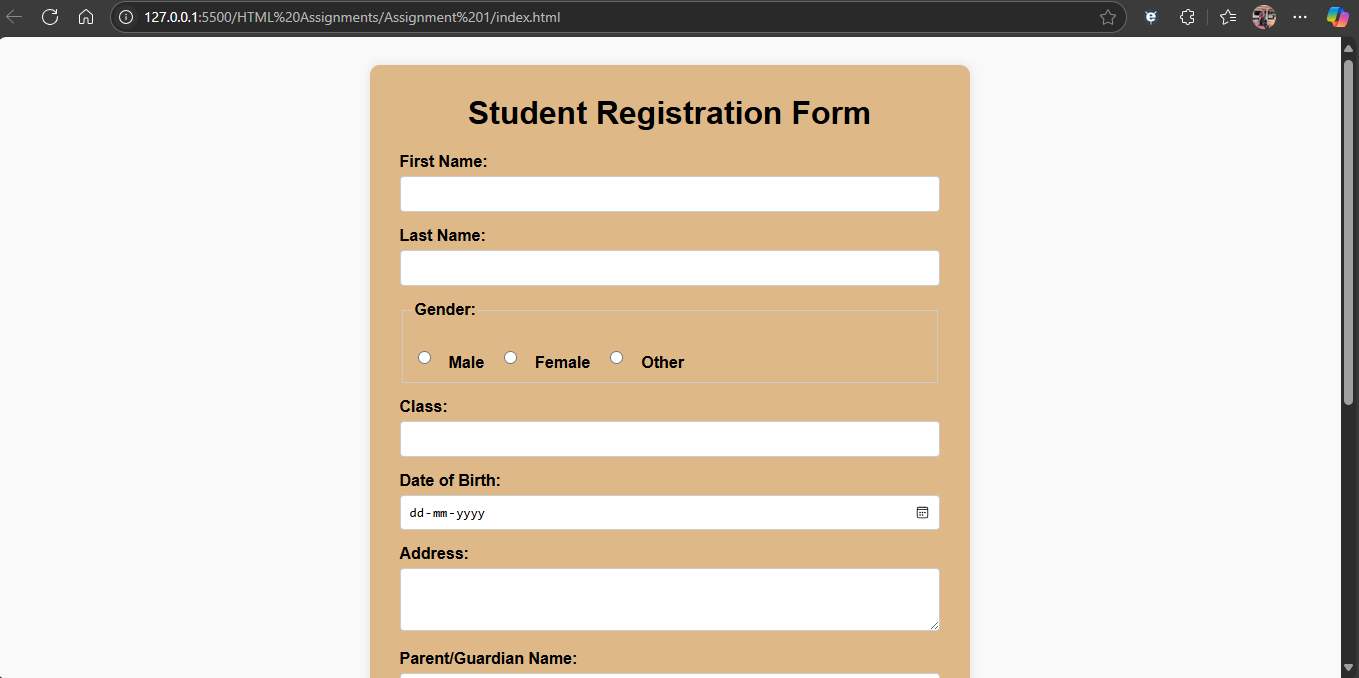 127.0.0.1:5500/HTML%20Assignments/Assignment%201/index.html
Student Registration Form
First Name:
Last Name:
Gender:
Male Female Other
Class:
Date of Birth:
dd-mm-yyyy
Address:
Parent/Guardian Name: